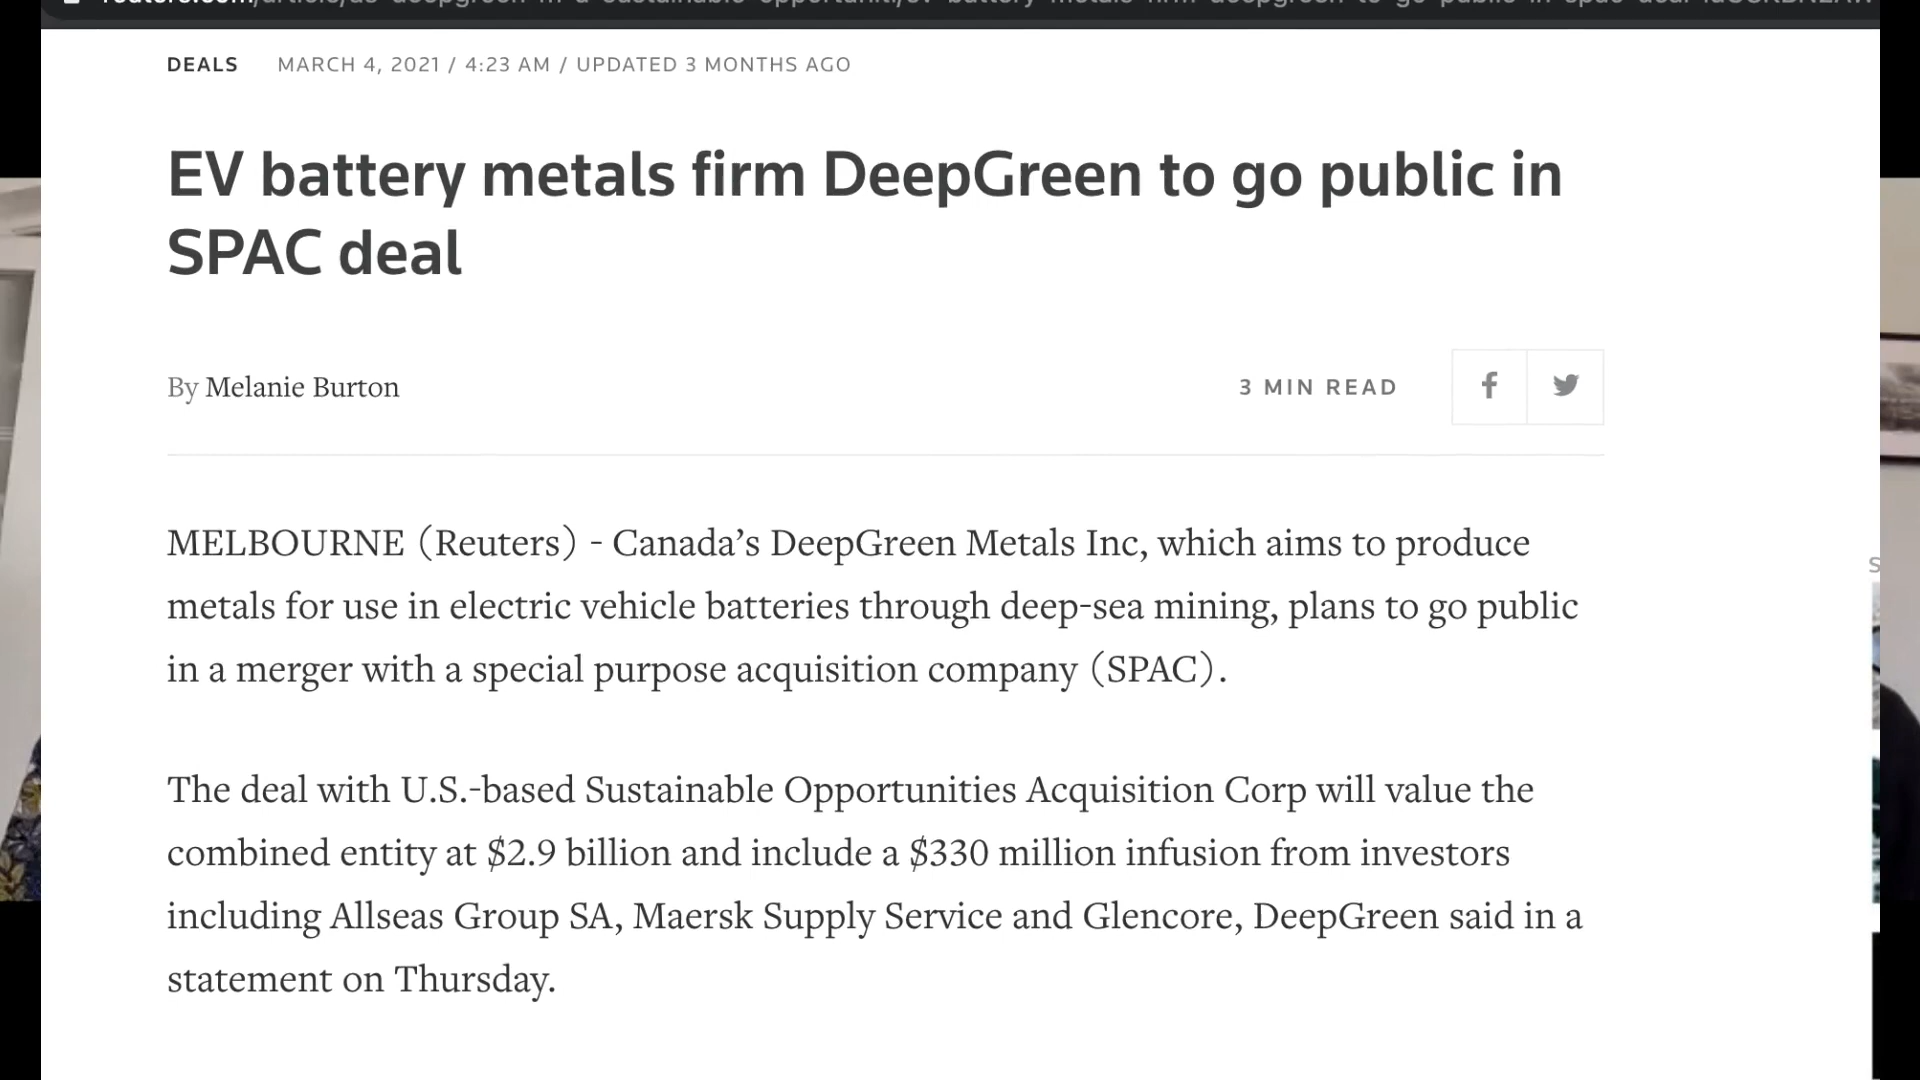 DEALS MARCH 4, 2021 / 4:23 AM / UPDATED 3 MONTHS AGO
EV battery metals firm DeepGreen to go public in
SPAC deal
By Melanie Burton
3 MIN READ
MELBOURNE (Reuters) - Canada’s DeepGreen Metals Inc, which aims to produce
metals for use in electric vehicle batteries through deep-sea mining, plans to go public
in a merger with a special purpose acquisition company (SPAC).
The deal with U.S.-based Sustainable Opportunities Acquisition Corp will value the
combined entity at $2.9 billion and include a $330 million infusion from investors
including Allseas Group SA, Maersk Supply Service and Glencore, DeepGreen said in a
statement on Thursday.